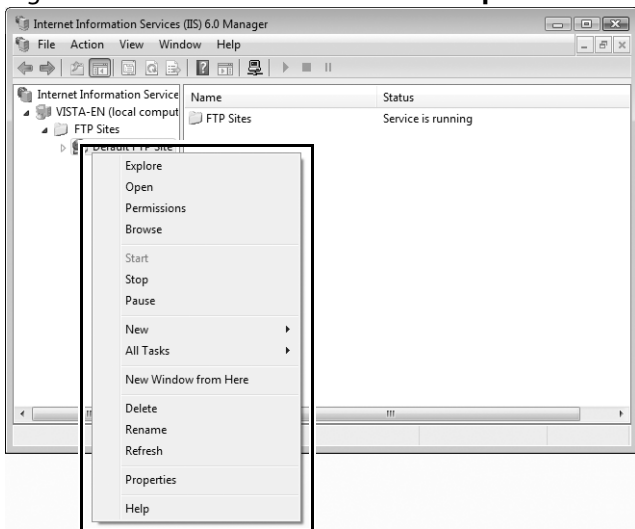 Internet Information Services (IIS) 6.0 Manager
File Action View Window Help
Internet Information Service
Name Status
VISTA-EN (local comput
FTP Sites Service is running
FTP Sites
Default FTP Site
Explore
Open
Permissions
Browse
Start
Stop
Pause
New
All Tasks
New Window from Here
Delete
Rename
Refresh
Properties
Help